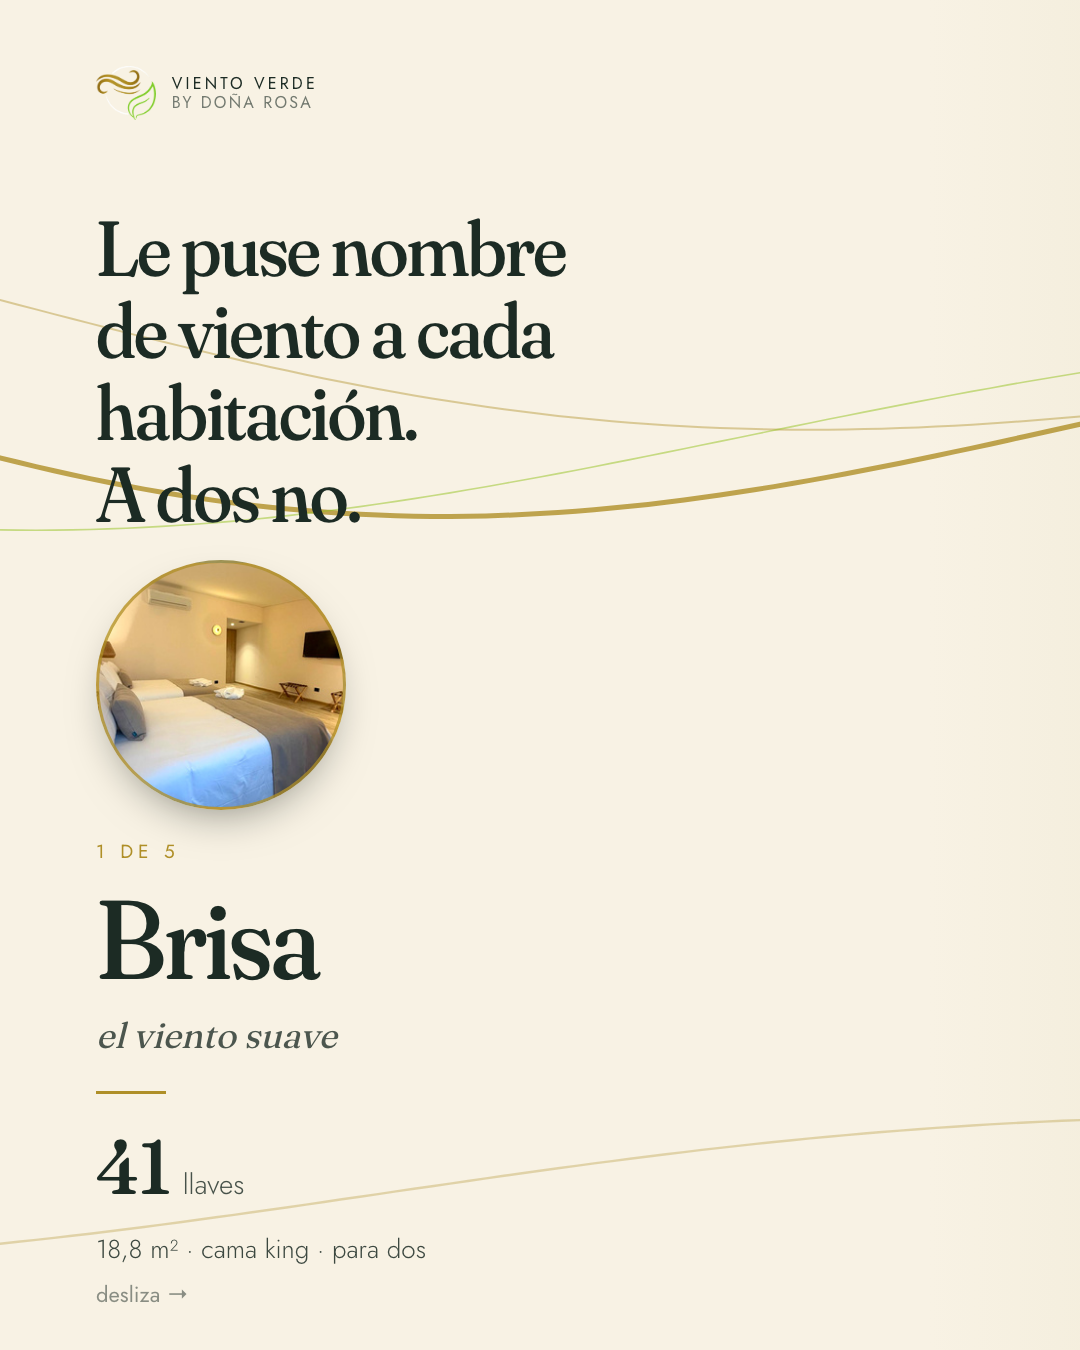 VIENTO VERDE
BY DOÑA ROSA
Le puse nombre
de viento a cada
habitación.
A dos no.
1 DE 5
Brisa
el viento suave
41 llaves
18,8 m² · cama king · para dos
desliza →